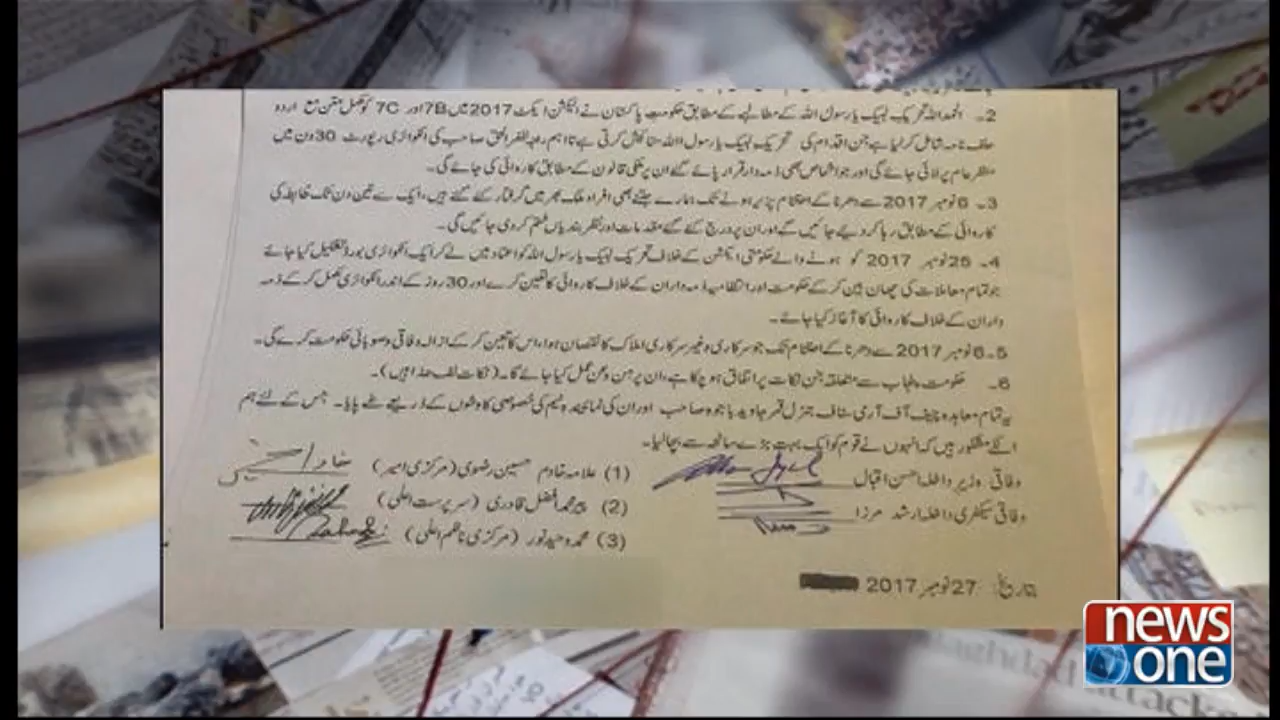 2۔ الحمدللہ تحریک لبیک یا رسول اللہ کے مطالبے کے مطابق حکومت پاکستان نے الیکشن ایکٹ 2017 میں 7B اور 7C کو مکمل متن مع اردو
حلف نامہ شامل کر لیا ہے جن اقدام کی تحریک لبیک یا رسول اللہ ستائش کرتی ہے تاہم راجہ ظفر الحق صاحب کی انکوائری رپورٹ 30 دن میں
منظر عام پر لائی جائے گی اور جو اشخاص بھی ذمہ دار قرار پائے گئے ان پر ملکی قانون کے مطابق کاروائی کی جائے گی۔
3۔ 6 نومبر 2017 سے دھرنا کے اختتام پزیر ہونے تک ہمارے جتنے بھی افراد ملک بھر میں گرفتار کئے گئے ہیں، ایک سے تین دن تک ضابطہ کی
کاروائی کے مطابق رہا کر دیے جائیں گے اور ان پر درج کئے گئے مقدمات اور نظر بندیاں ختم کر دی جائیں گی۔
4۔ 25 نومبر 2017 کو ہونے والے حکومتی ایکشن کے خلاف تحریک لبیک یا رسول اللہ کو اعتماد میں لے کر ایک انکوائری بورڈ تشکیل کیا جائے
جو تمام معاملات کی چھان بین کر کے حکومت اور انتظامیہ ذمہ داران کے خلاف کاروائی کا تعین کرے اور 30 روز کے اندر انکوائری مکمل کر کے ذمہ
داران کے خلاف کاروائی کا آغاز کیا جائے۔
5۔ 6 نومبر 2017 سے دھرنا کے اختتام تک جو سرکاری و غیر سرکاری املاک کا نقصان ہوا، اس کا تعین کر کے ازالہ وفاقی و صوبائی حکومت کرے گی۔
6۔ حکومت پنجاب سے متعلقہ جن نکات پر اتفاق ہو چکا ہے، ان پر من و عن عمل کیا جائے گا۔ (نکات لف ھذا ہیں)۔
یہ تمام معاہدہ چیف آف آرمی سٹاف جنرل قمر جاوید باجوہ صاحب اور ان کی نمائندہ ٹیم کی خصوصی کاوشوں کے ذریعے طے پایا۔ جس کے لئے ہم
انکے مشکور ہیں کہ انہوں نے قوم کو ایک بہت بڑے سانحہ سے بچا لیا۔
وفاقی وزیر داخلہ احسن اقبال (1) علامہ خادم حسین رضوی (مرکزی امیر)
وفاقی سیکٹری داخلہ ارشد مرزا (2) پیر محمد افضل قادری (سرپرست اعلی)
(3) محمد وحید نور (مرکزی ناظم اعلی)
بتاریخ: 27 نومبر 2017
news
one